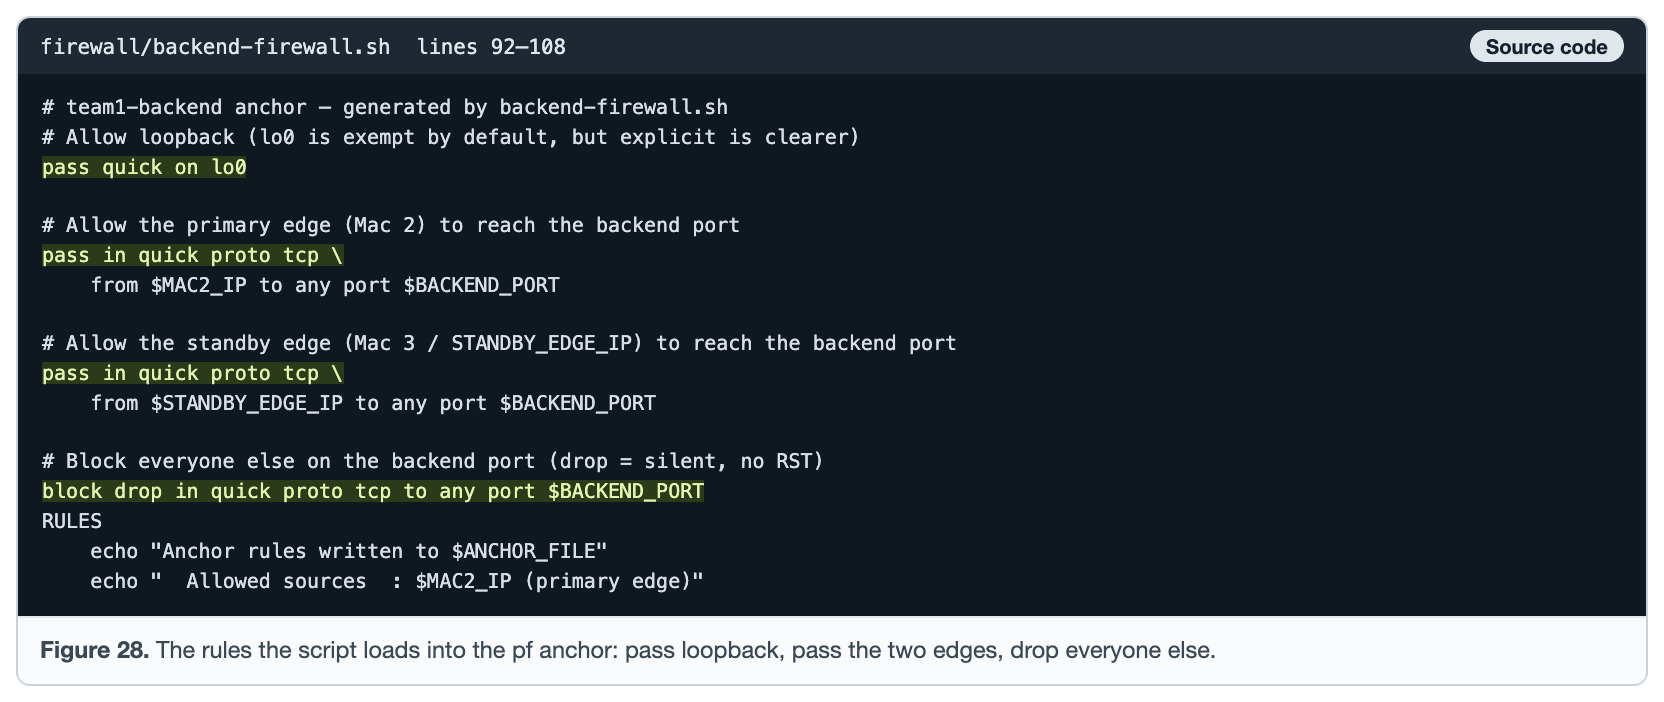 firewall/backend-firewall.sh  lines 92–108
Source code
# team1-backend anchor — generated by backend-firewall.sh
# Allow loopback (lo0 is exempt by default, but explicit is clearer)
pass quick on lo0
# Allow the primary edge (Mac 2) to reach the backend port
pass in quick proto tcp \
    from $MAC2_IP to any port $BACKEND_PORT
# Allow the standby edge (Mac 3 / STANDBY_EDGE_IP) to reach the backend port
pass in quick proto tcp \
    from $STANDBY_EDGE_IP to any port $BACKEND_PORT
# Block everyone else on the backend port (drop = silent, no RST)
block drop in quick proto tcp to any port $BACKEND_PORT
RULES
    echo "Anchor rules written to $ANCHOR_FILE"
    echo "  Allowed sources  : $MAC2_IP (primary edge)"
Figure 28. The rules the script loads into the pf anchor: pass loopback, pass the two edges, drop everyone else.